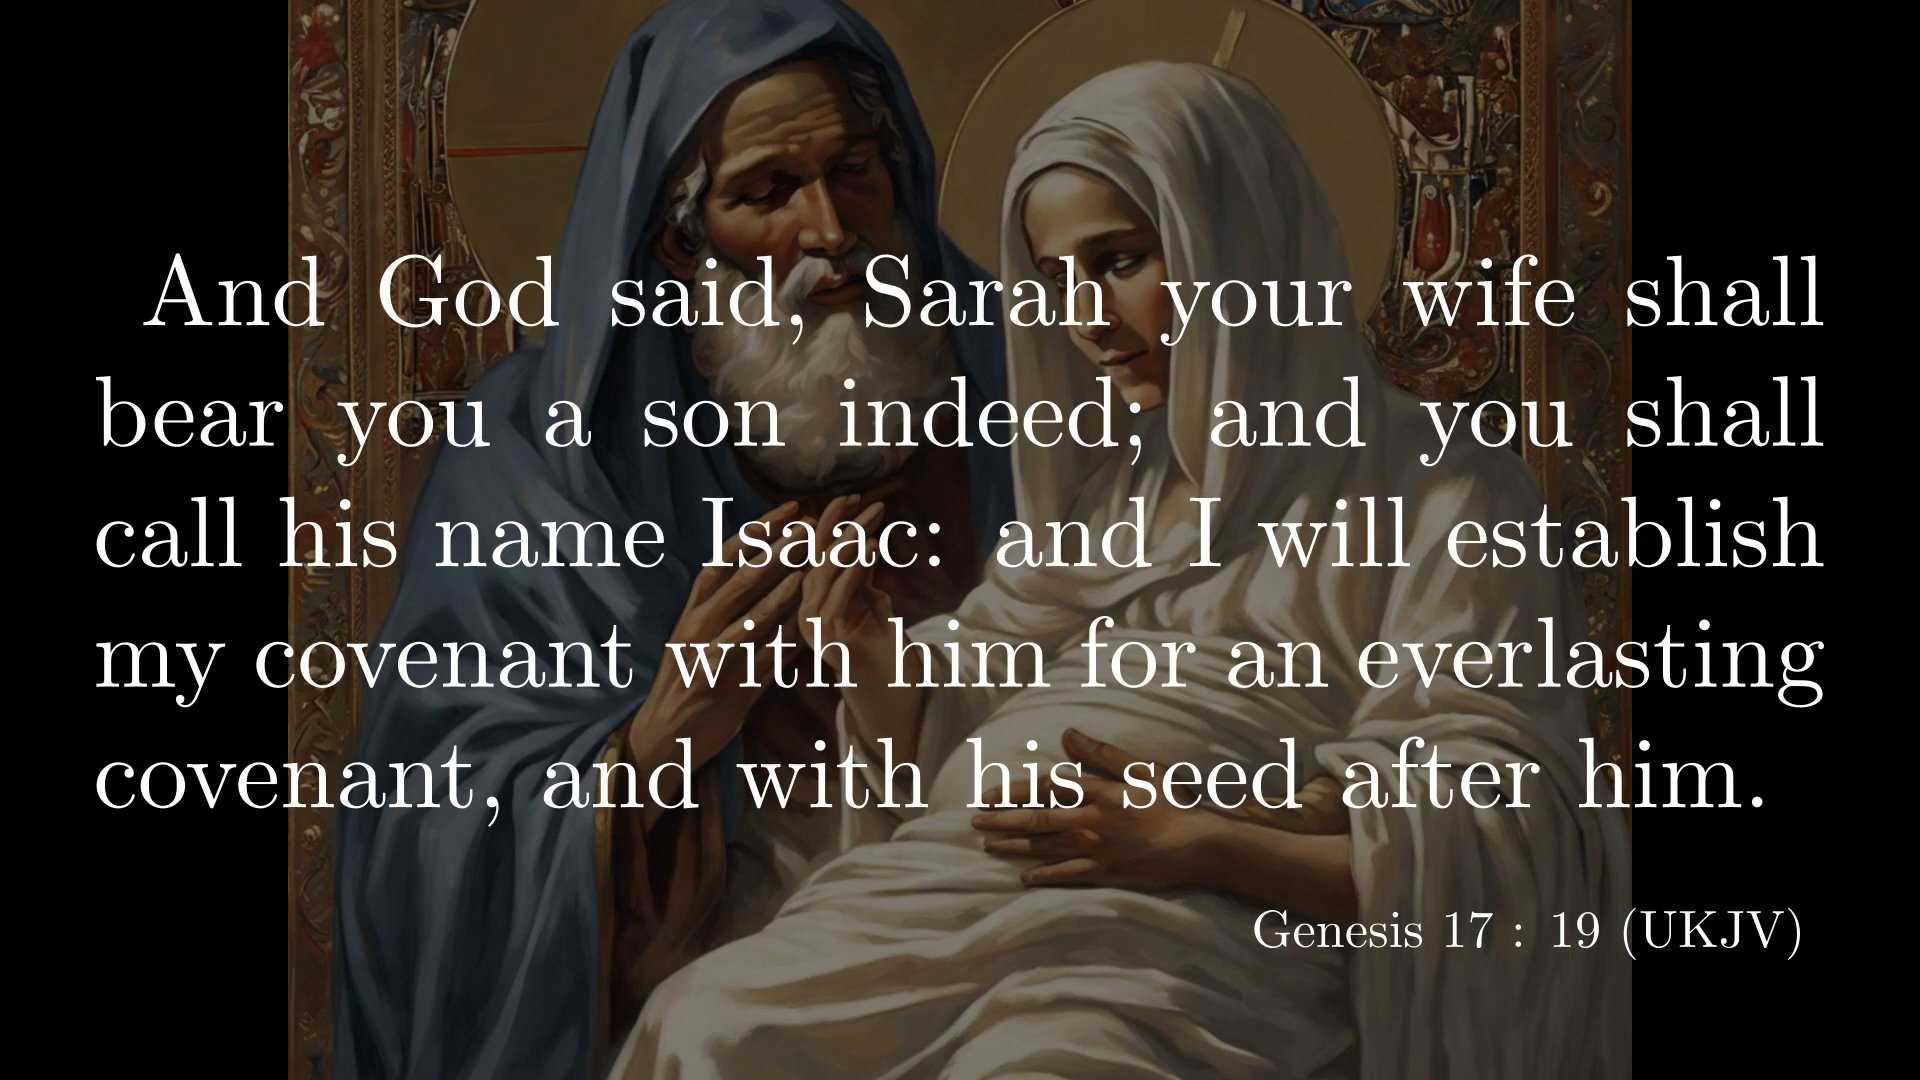 And God said, Sarah your wife shall
bear you a son indeed; and you shall
call his name Isaac: and I will establish
my covenant with him for an everlasting
covenant, and with his seed after him.
Genesis 17 : 19 (UKJV)